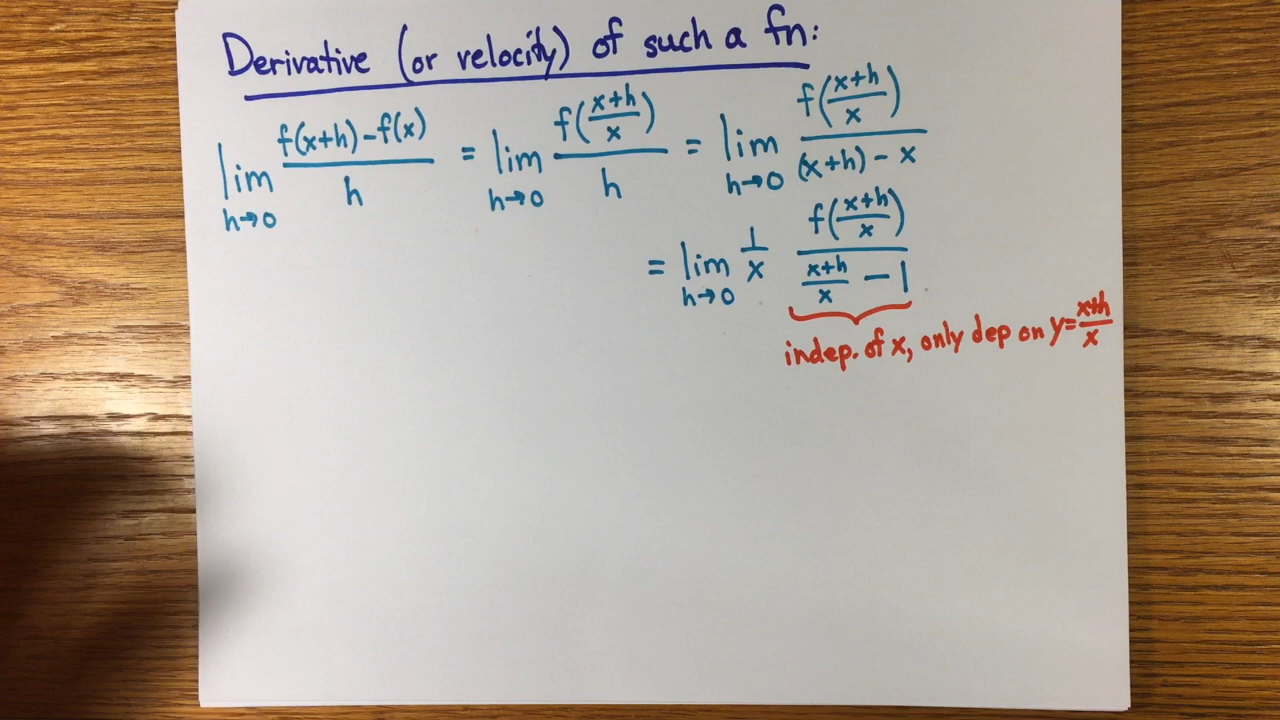 Derivative (or velocity) of such a fn:
lim h→0 f(x+h)-f(x) / h = lim h→0 f(x+h / x) / h = lim h→0 f(x+h / x) / (x+h) - x
= lim h→0 1/x f(x+h / x) / x+h / x - 1
indep. of x, only dep on y = x+h / x